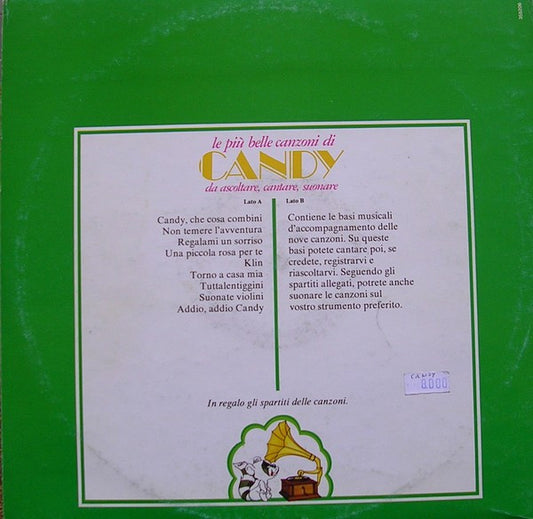 le più belle canzoni di
CANDY
da ascoltare, cantare, suonare
Lato A
Candy, che cosa combini
Non temere l'avventura
Regalami un sorriso
Una piccola rosa per te
Klin
Torno a casa mia
Tuttalentiggini
Suonate violini
Addio, addio Candy
Lato B
Contiene le basi musicali
d'accompagnamento delle
nove canzoni. Su queste
basi potete cantare poi, se
credete, registrarvi e
riascoltarvi. Seguendo gli
spartiti allegati, potrete anche
suonare le canzoni sul
vostro strumento preferito.
8.000
In regalo gli spartiti delle canzoni.